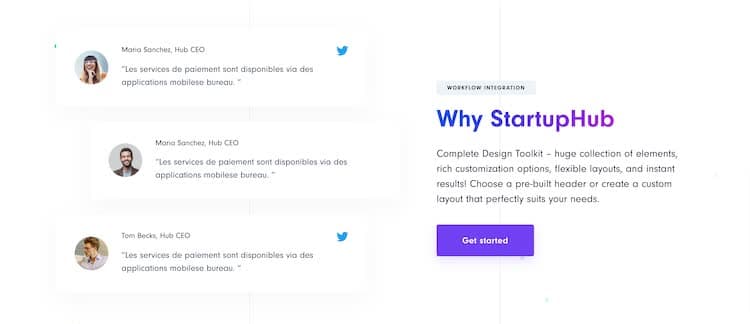 Maria Sanchez, Hub CEO
“Les services de paiement sont disponibles via des
applications mobilese bureau. ”
Maria Sanchez, Hub CEO
“Les services de paiement sont disponibles via des
applications mobilese bureau. ”
Tom Becks, Hub CEO
“Les services de paiement sont disponibles via des
applications mobilese bureau. ”
WORKFLOW INTEGRATION
Why StartupHub
Complete Design Toolkit – huge collection of elements,
rich customization options, flexible layouts, and instant
results! Choose a pre-built header or create a custom
layout that perfectly suits your needs.
Get started